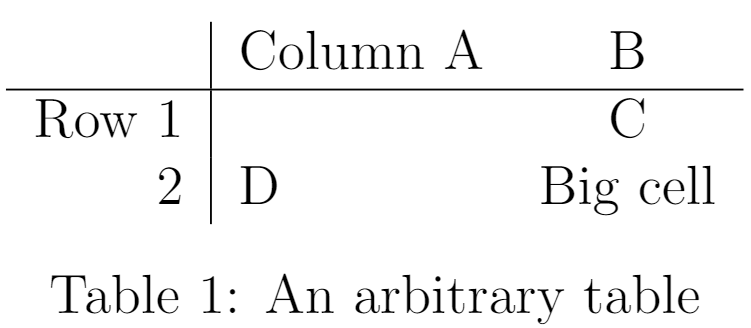 Column A B
Row 1 C
2 D Big cell
Table 1: An arbitrary table